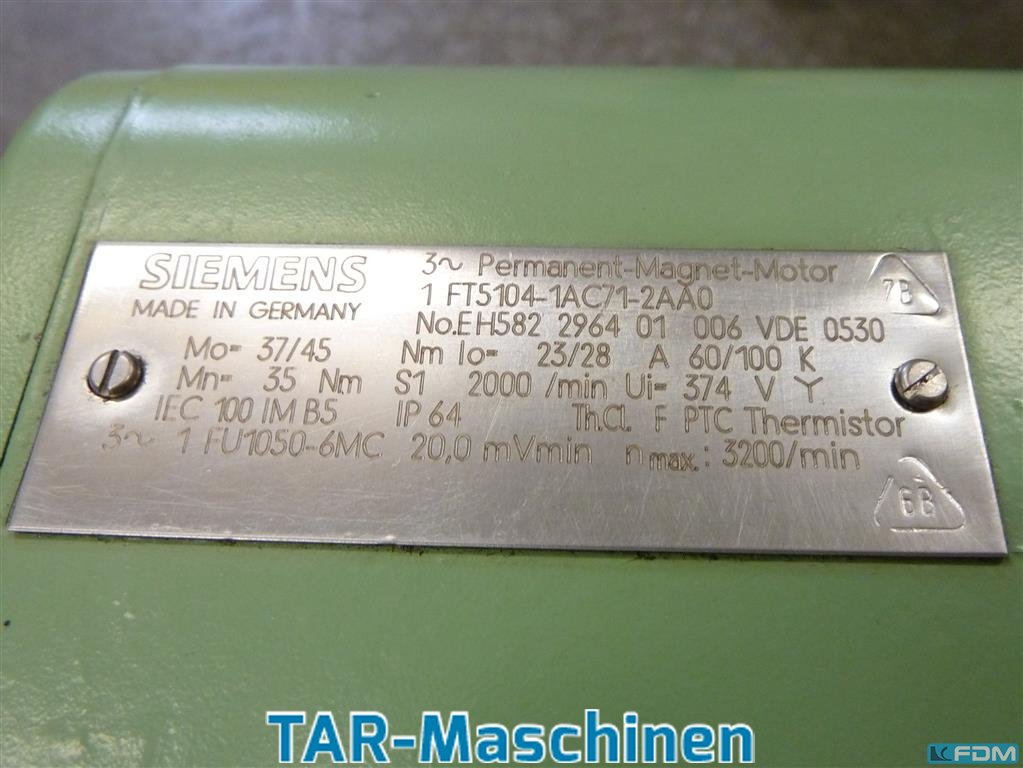 SIEMENS 3~ Permanent-Magnet-Motor
MADE IN GERMANY 1 FT5104-1AC71-2AA0 7B
No.EH582 2964 01 006 VDE 0530
Mo= 37/45 Nm Io= 23/28 A 60/100 K
Mn= 35 Nm S1 2000 /min Ui= 374 V Y
IEC 100 IM B5 IP 64 Th.Cl. F PTC Thermistor
3~ 1 FU1050-6MC 20,0 mVmin nmax.: 3200/min
6B
TAR-Maschinen
FDM